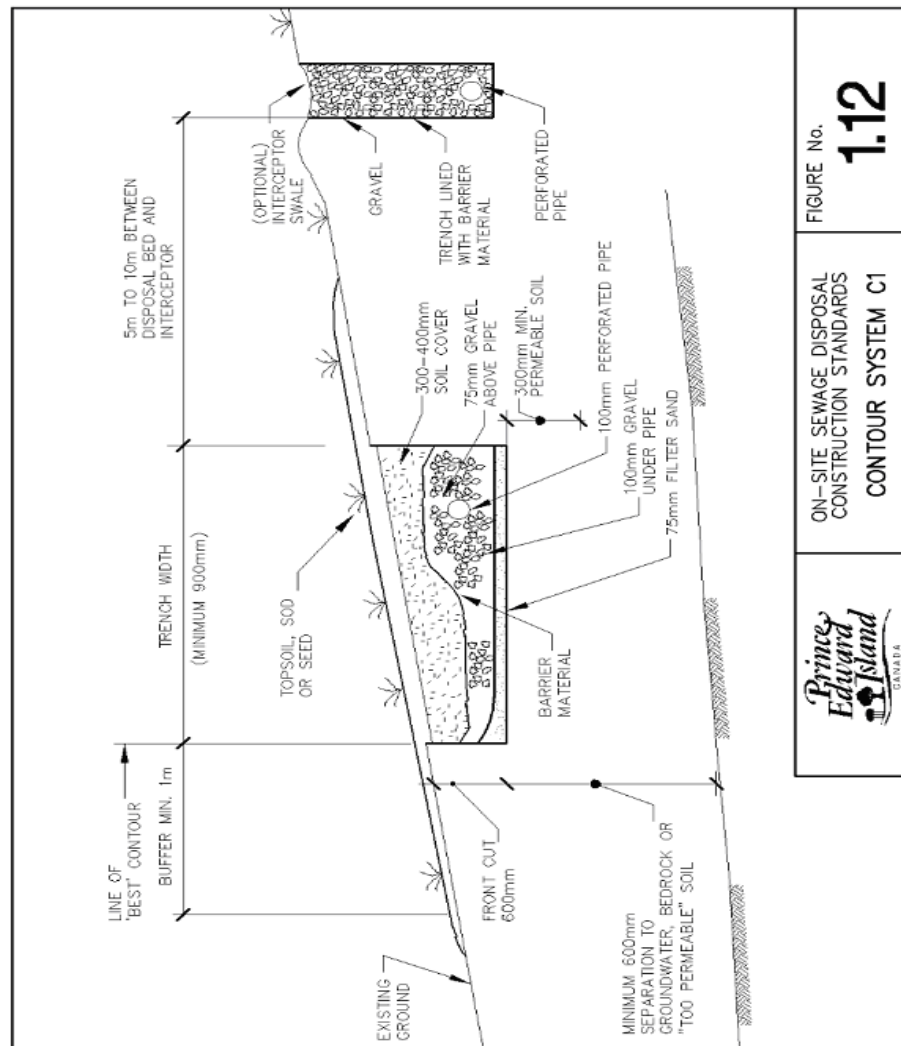 LINE OF
'BEST' CONTOUR
BUFFER MIN. 1m
TRENCH WIDTH
(MINIMUM 900mm)
5m TO 10m BETWEEN
DISPOSAL BED AND
INTERCEPTOR
(OPTIONAL)
INTERCEPTOR
SWALE
GRAVEL
TRENCH LINED
WITH BARRIER
MATERIAL
PERFORATED
PIPE
EXISTING
GROUND
TOPSOIL, SOD
OR SEED
300-400mm
SOIL COVER
75mm GRAVEL
ABOVE PIPE
300mm MIN.
PERMEABLE SOIL
100mm PERFORATED PIPE
100mm GRAVEL
UNDER PIPE
75mm FILTER SAND
BARRIER
MATERIAL
FRONT CUT
600mm
MINIMUM 600mm
SEPARATION TO
GROUNDWATER, BEDROCK OR
"TOO PERMEABLE" SOIL
Prince
Edward
Island
CANADA
ON-SITE SEWAGE DISPOSAL
CONSTRUCTION STANDARDS
CONTOUR SYSTEM C1
FIGURE No.
1.12